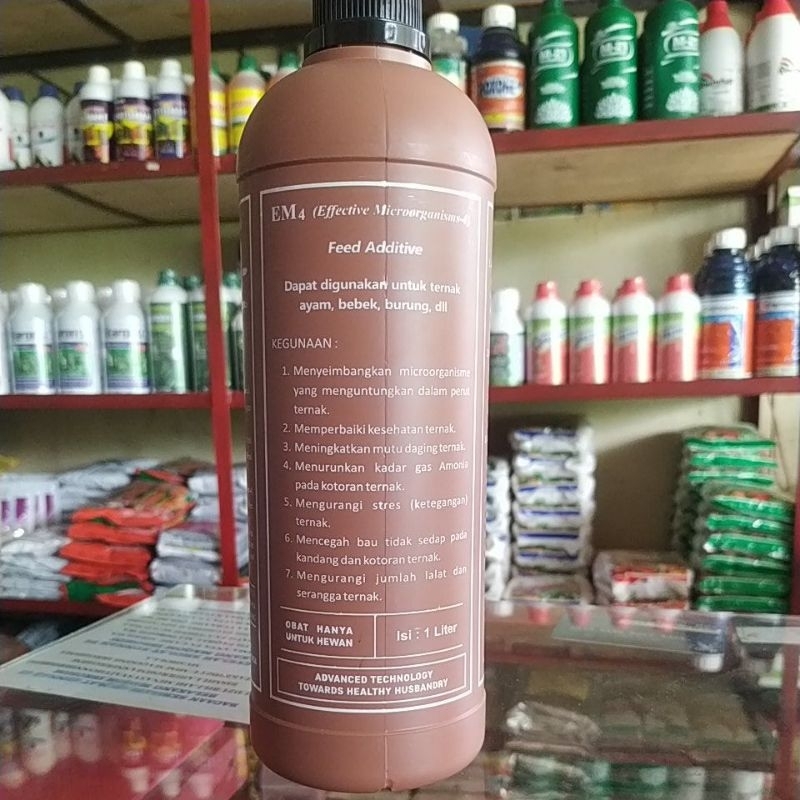 EM4 (Effective Microorganisms-4)
Feed Additive
Dapat digunakan untuk ternak
ayam, bebek, burung, dll
KEGUNAAN :
1. Menyeimbangkan microorganisme
yang menguntungkan dalam perut
ternak.
2. Memperbaiki kesehatan ternak.
3. Meningkatkan mutu daging ternak.
4. Menurunkan kadar gas Amonia
pada kotoran ternak.
5. Mengurangi stres (ketegangan)
ternak.
6. Mencegah bau tidak sedap pada
kandang dan kotoran ternak.
7. Mengurangi jumlah lalat dan
serangga ternak.
OBAT HANYA
UNTUK HEWAN
Isi : 1 Liter
ADVANCED TECHNOLOGY
TOWARDS HEALTHY HUSBANDRY